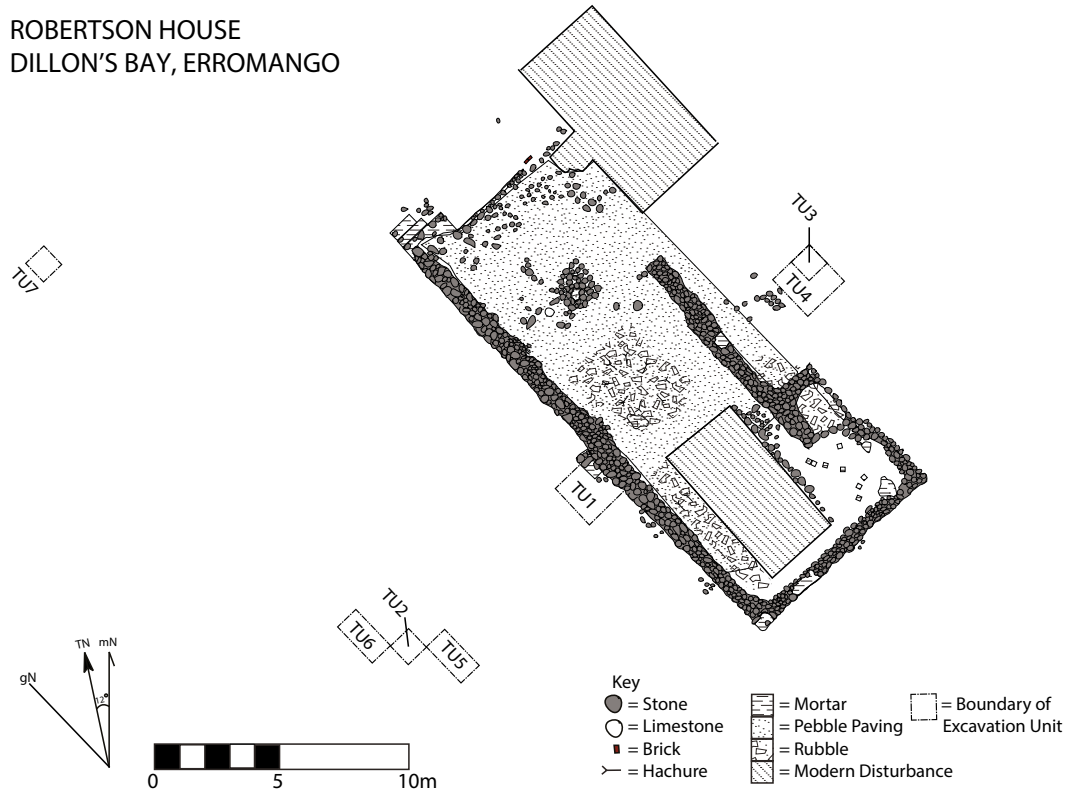 ROBERTSON HOUSE
DILLON'S BAY, ERROMANGO
TU3
TU4
TU7
TU1
TU2
TU6
TU5
TN mN
gN
12°
0 5 10m
Key
= Stone
= Limestone
= Brick
= Hachure
= Mortar
= Pebble Paving
= Rubble
= Modern Disturbance
= Boundary of
Excavation Unit